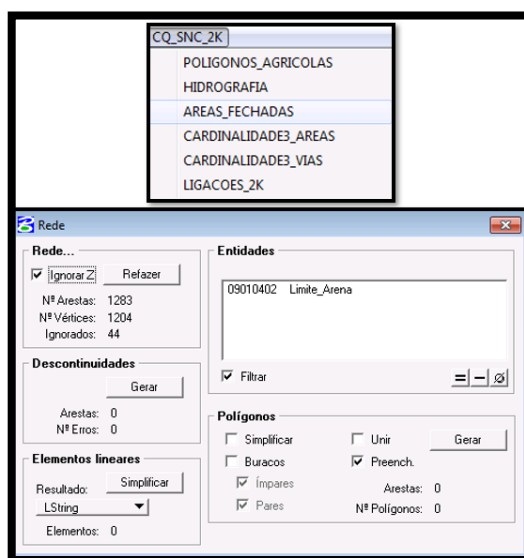 CQ_SNC_2K
POLIGONOS_AGRICOLAS
HIDROGRAFIA
AREAS_FECHADAS
CARDINALIDADE3_AREAS
CARDINALIDADE3_VIAS
LIGACOES_2K
Rede
Rede...
Ignorar Z Refazer
Nº Arestas: 1283
Nº Vértices: 1204
Ignorados: 44
Descontinuidades
Gerar
Arestas: 0
Nº Erros: 0
Elementos lineares
Resultado: Simplificar
LString
Elementos: 0
Entidades
09010402 Limite_Arena
Filtrar
Polígonos
Simplificar Unir Gerar
Buracos Preench.
Ímpares Arestas: 0
Pares Nº Polígonos: 0